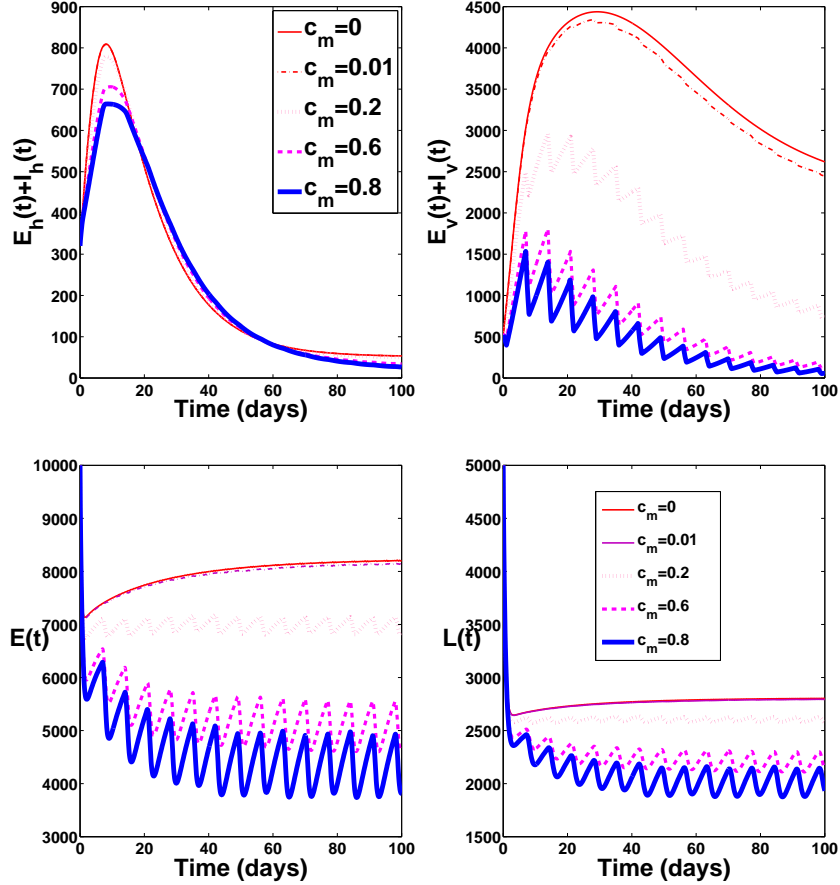 900
800
700
600
500
400
300
200
100
0
E_h(t)+I_h(t)
0 20 40 60 80 100
Time (days)
c_m=0
c_m=0.01
c_m=0.2
c_m=0.6
c_m=0.8
4500
4000
3500
3000
2500
2000
1500
1000
500
0
E_v(t)+I_v(t)
0 20 40 60 80 100
Time (days)
10000
9000
8000
7000
6000
5000
4000
3000
E(t)
0 20 40 60 80 100
Time (days)
5000
4500
4000
3500
3000
2500
2000
1500
L(t)
c_m=0
c_m=0.01
c_m=0.2
c_m=0.6
c_m=0.8
0 20 40 60 80 100
Time (days)